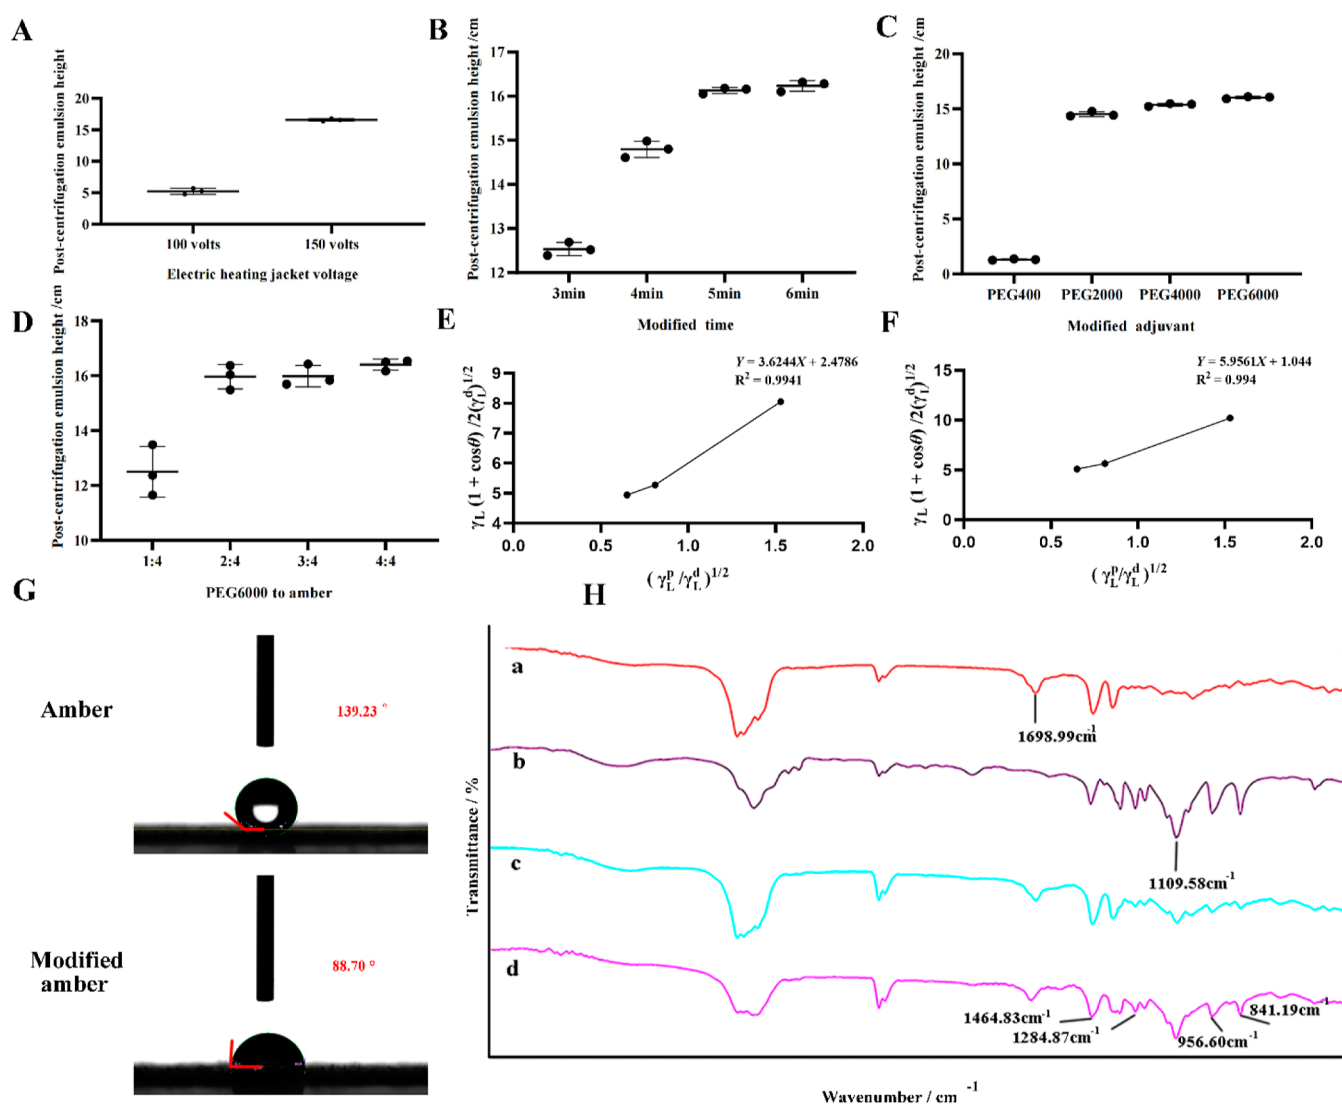 A
Post-centrifugation emulsion height
20
15
10
5
0
100 volts
150 volts
Electric heating jacket voltage
B
Post-centrifugation emulsion height /cm
17
16
15
14
13
12
3min
4min
5min
6min
Modified time
C
Post-centrifugation emulsion height /cm
20
15
10
5
0
PEG400
PEG2000
PEG4000
PEG6000
Modified adjuvant
D
Post-centrifugation emulsion height /cm
18
16
14
12
10
1:4
2:4
3:4
4:4
PEG6000 to amber
E
Y = 3.6244X + 2.4786
R² = 0.9941
γL (1 + cosθ) /2(γLᵈ)1/2
9
8
7
6
5
4
0.0
0.5
1.0
1.5
2.0
( γLᵖ/γLᵈ )1/2
F
Y = 5.9561X + 1.044
R² = 0.994
γL (1 + cosθ) /2(γLᵈ)1/2
15
10
5
0
0.0
0.5
1.0
1.5
2.0
( γLᵖ/γLᵈ )1/2
G
Amber
139.23 °
Modified
amber
88.70 °
H
Transmittance / %
a
1698.99cm-1
b
1109.58cm-1
c
d
1464.83cm-1
1284.87cm-1
956.60cm-1
841.19cm-1
Wavenumber / cm -1